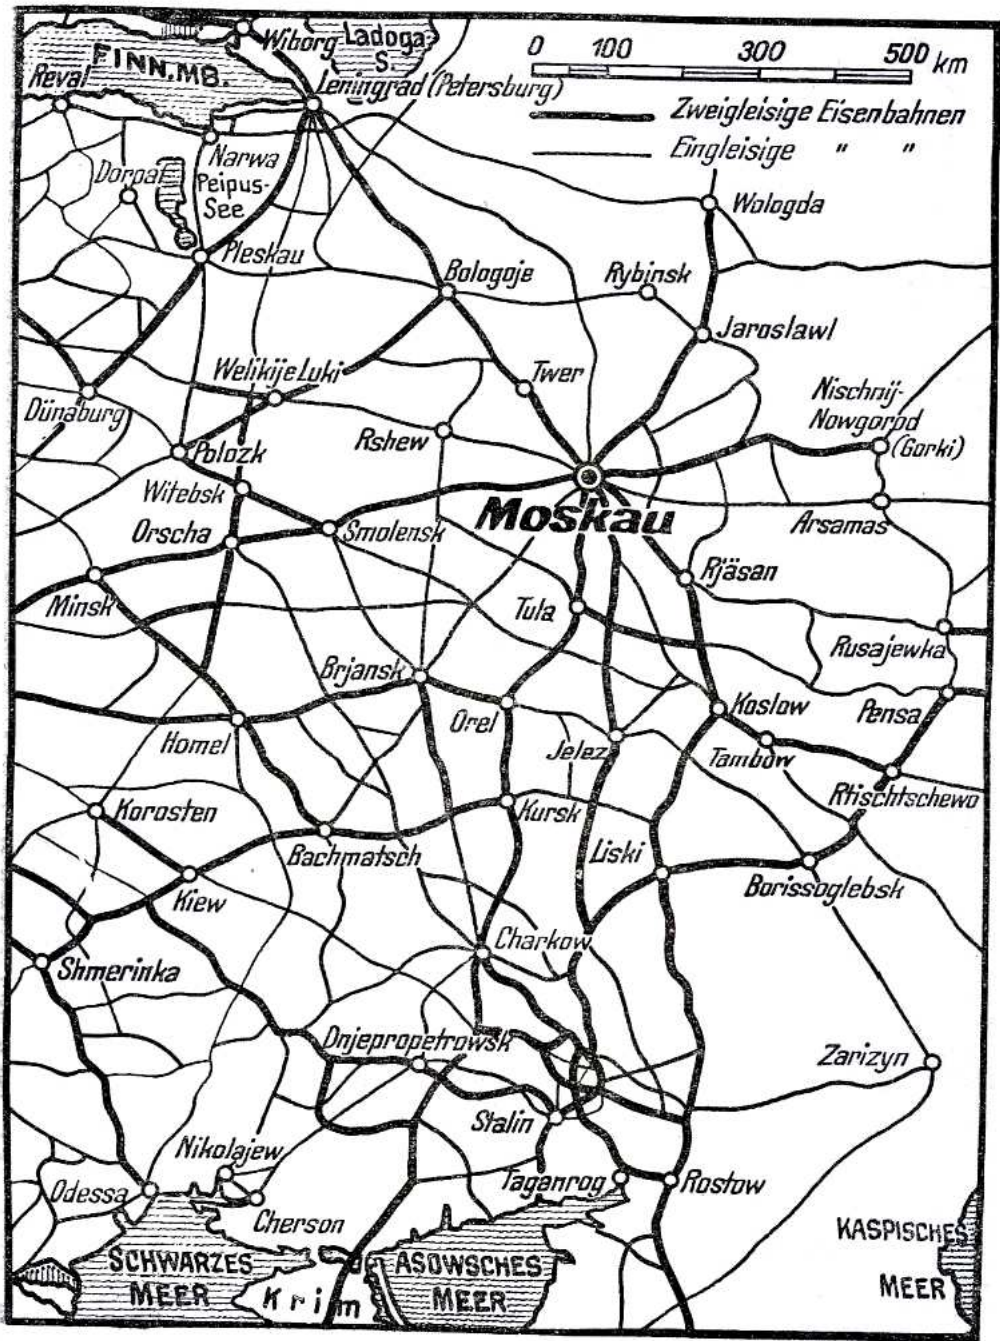 Wiborg
Ladoga
S.
FINN. MB.
Reval
Leningrad (Petersburg)
0 100 300 500 km
Zweigleisige Eisenbahnen
Eingleisige " "
Narwa
Dorpat
Peipus-
See
Wologda
Pleskau
Bologoje
Rybinsk
Jaroslawl
Welikije Luki
Twer
Nischnij-
Nowgorod
(Gorki)
Dünaburg
Rshew
Polozk
Witebsk
Moskau
Orscha
Smolensk
Arsamas
Minsk
Rjäsan
Tula
Rusajewka
Brjansk
Orel
Koslow
Pensa
Homel
Jelez
Tambow
Rtischtschewo
Korosten
Kursk
Bachmatsch
Liski
Kiew
Borissoglebsk
Charkow
Shmerinka
Dnjepropetrowsk
Zarizyn
Stalin
Nikolajew
Odessa
Taganrog
Rostow
Cherson
KASPISCHES
MEER
SCHWARZES
MEER
ASOWSCHES
MEER
Krim